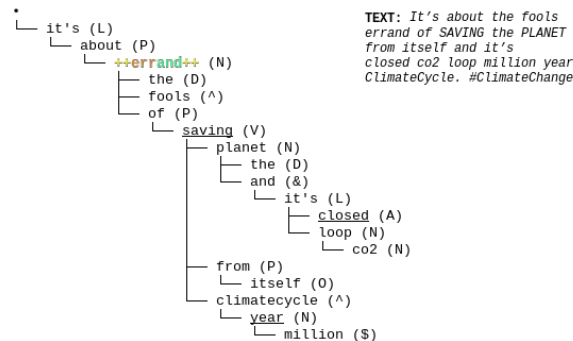 it's (L)
about (P)
++errand++ (N)
the (D)
fools (^)
of (P)
saving (V)
planet (N)
the (D)
and (&)
it's (L)
closed (A)
loop (N)
co2 (N)
from (P)
itself (O)
climatecycle (^)
year (N)
million ($)
TEXT: It's about the fools
errand of SAVING the PLANET
from itself and it's
closed co2 loop million year
ClimateCycle. #ClimateChange